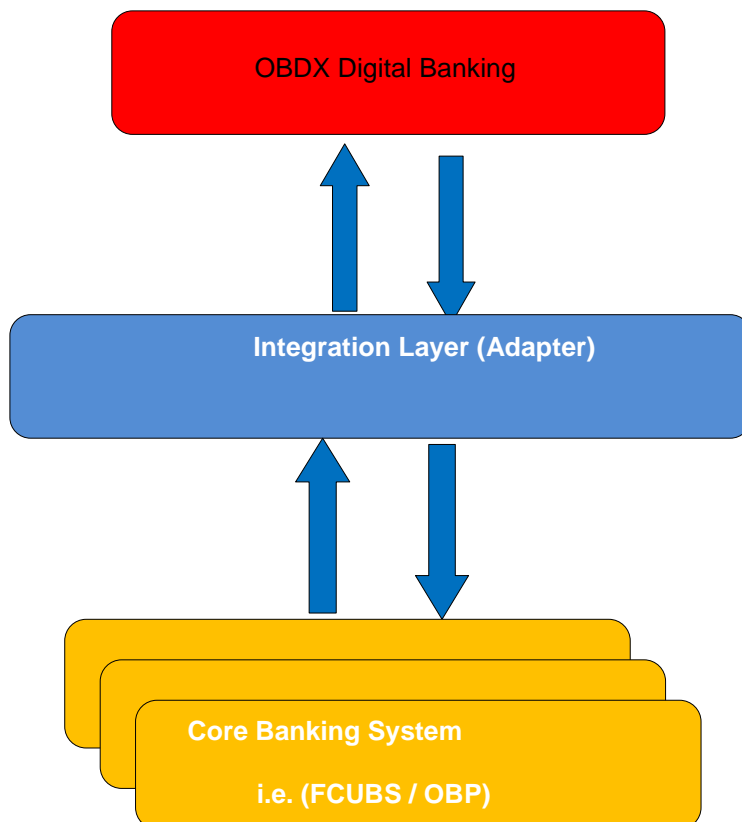 OBDX Digital Banking
Integration Layer (Adapter)
Core Banking System
i.e. (FCUBS / OBP)